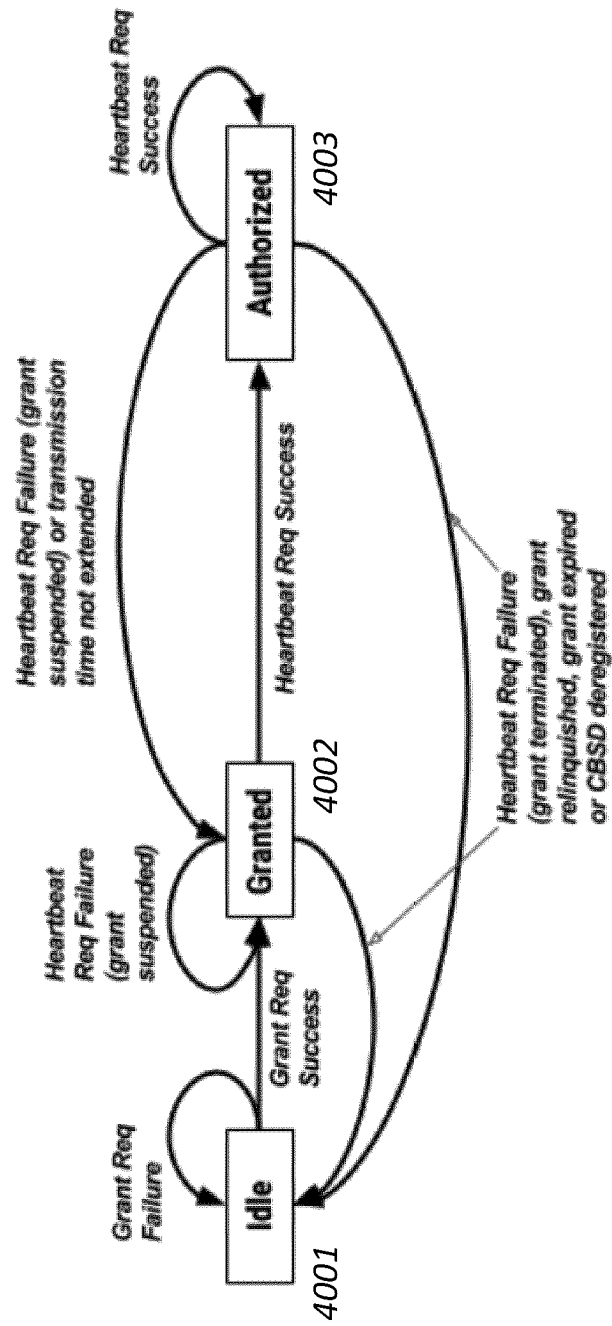 Grant Req
Failure
Heartbeat
Req Failure
(grant
suspended)
Heartbeat Req Failure (grant
suspended) or transmission
time not extended
Heartbeat Req
Success
Idle
4001
Grant Req
Success
Granted
4002
Heartbeat Req Success
Authorized
4003
Heartbeat Req Failure
(grant terminated), grant
relinquished, grant expired
or CBSD deregistered